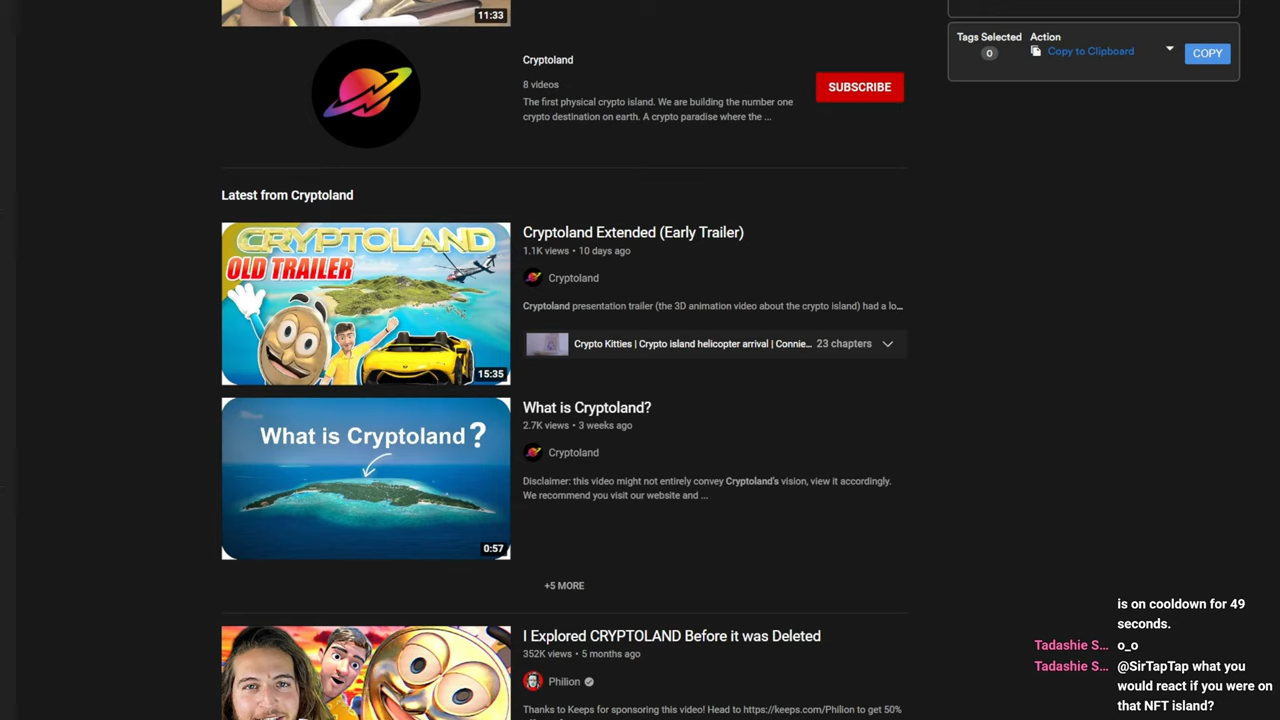 11:33
Cryptoland
8 videos
The first physical crypto island. We are building the number one
crypto destination on earth. A crypto paradise where the ...
SUBSCRIBE
Tags Selected
0
Action
Copy to Clipboard
COPY
Latest from Cryptoland
CRYPTOLAND
OLD TRAILER
15:35
Cryptoland Extended (Early Trailer)
1.1K views • 10 days ago
Cryptoland
Cryptoland presentation trailer (the 3D animation video about the crypto island) had a lo...
Crypto Kitties | Crypto island helicopter arrival | Connie... 23 chapters
What is Cryptoland?
0:57
What is Cryptoland?
2.7K views • 3 weeks ago
Cryptoland
Disclaimer: this video might not entirely convey Cryptoland's vision, view it accordingly.
We recommend you visit our website and ...
+5 MORE
I Explored CRYPTOLAND Before it was Deleted
352K views • 5 months ago
Philion
Thanks to Keeps for sponsoring this video! Head to https://keeps.com/Philion to get 50%
is on cooldown for 49
seconds.
Tadashie S... o_o
Tadashie S... @SirTapTap what you
would react if you were on
that NFT island?